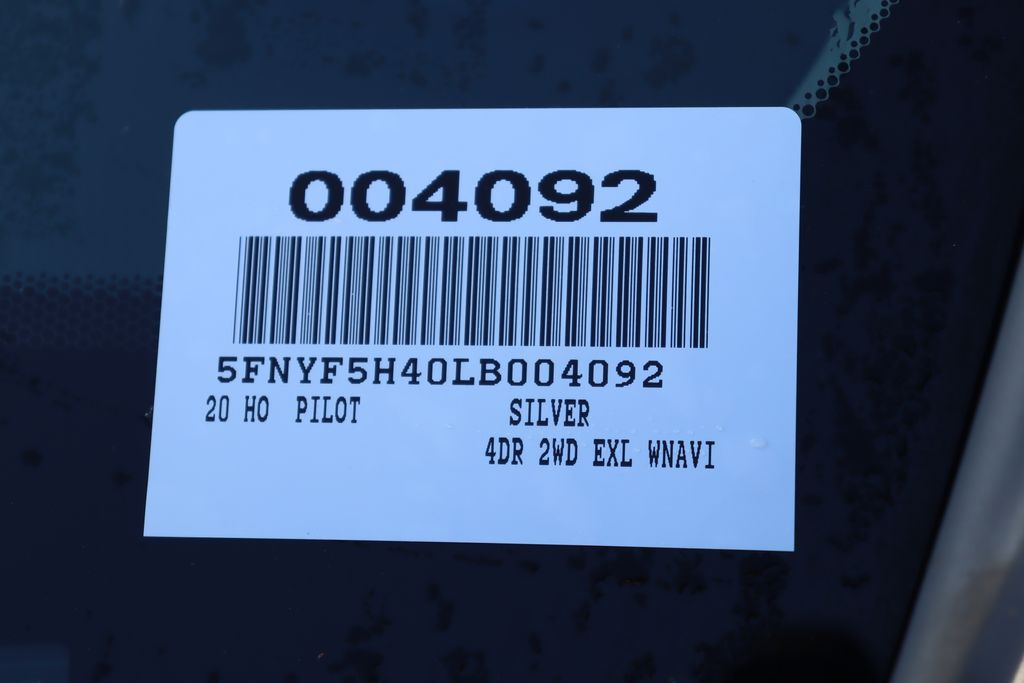 004092
5FNYF5H40LB004092
20 HO PILOT SILVER
4DR 2WD EXL WNAVI